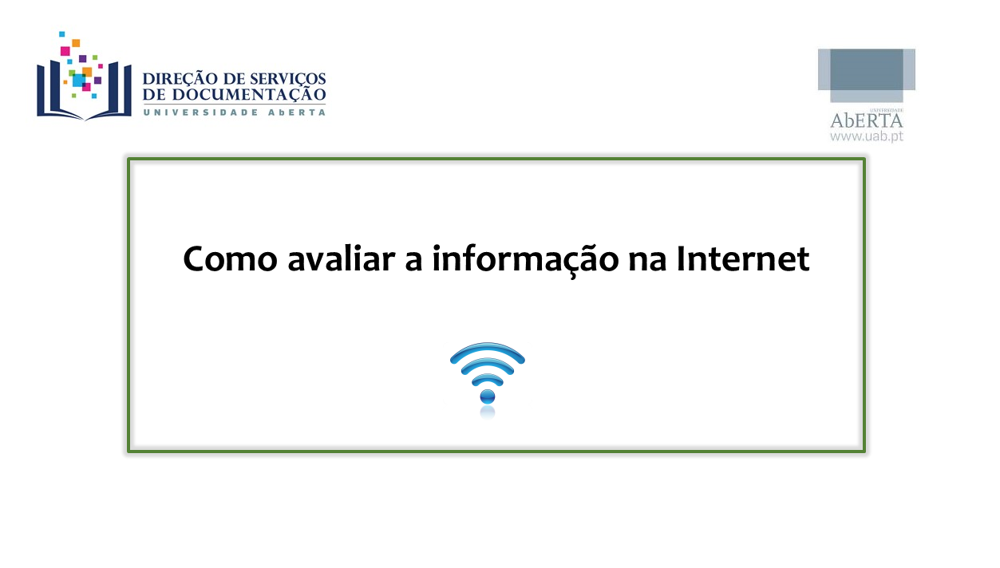 DIREÇÃO DE SERVIÇOS
DE DOCUMENTAÇÃO
UNIVERSIDADE AbERTA
UNIVERSIDADE
AbERTA
www.uab.pt
Como avaliar a informação na Internet